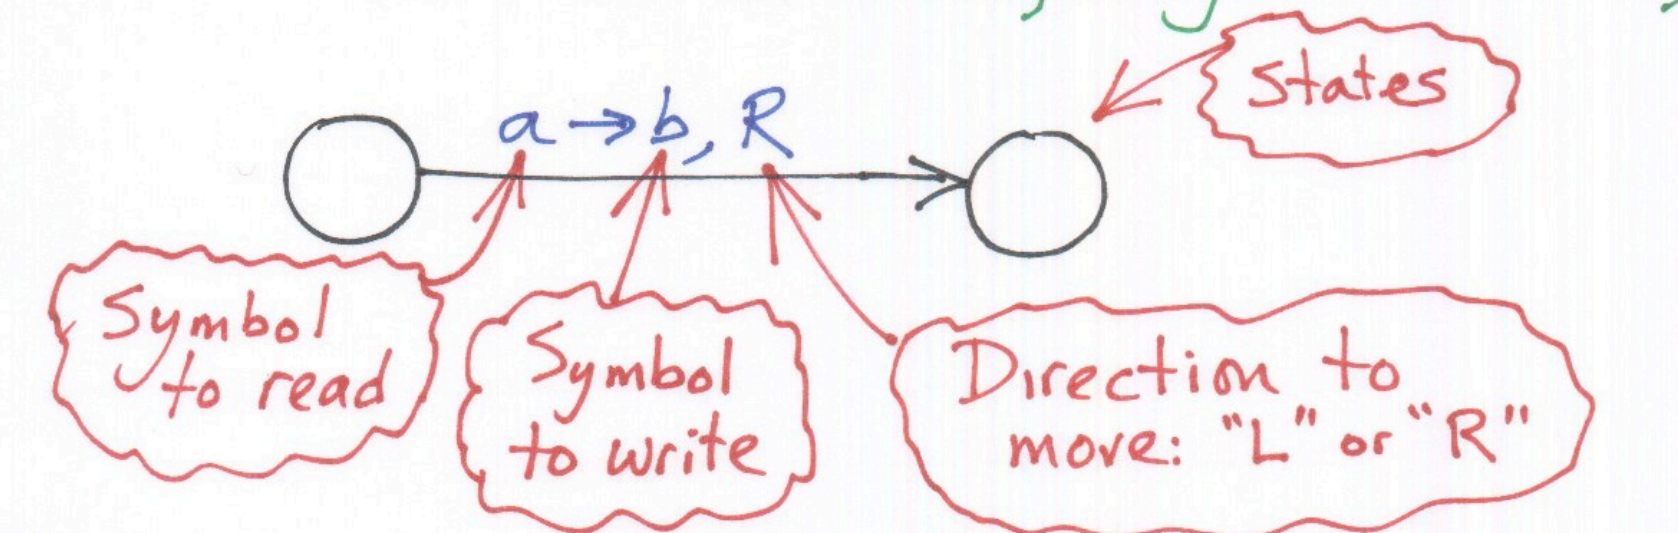 States
a → b, R
Symbol
to read
Symbol
to write
Direction to
move: "L" or "R"